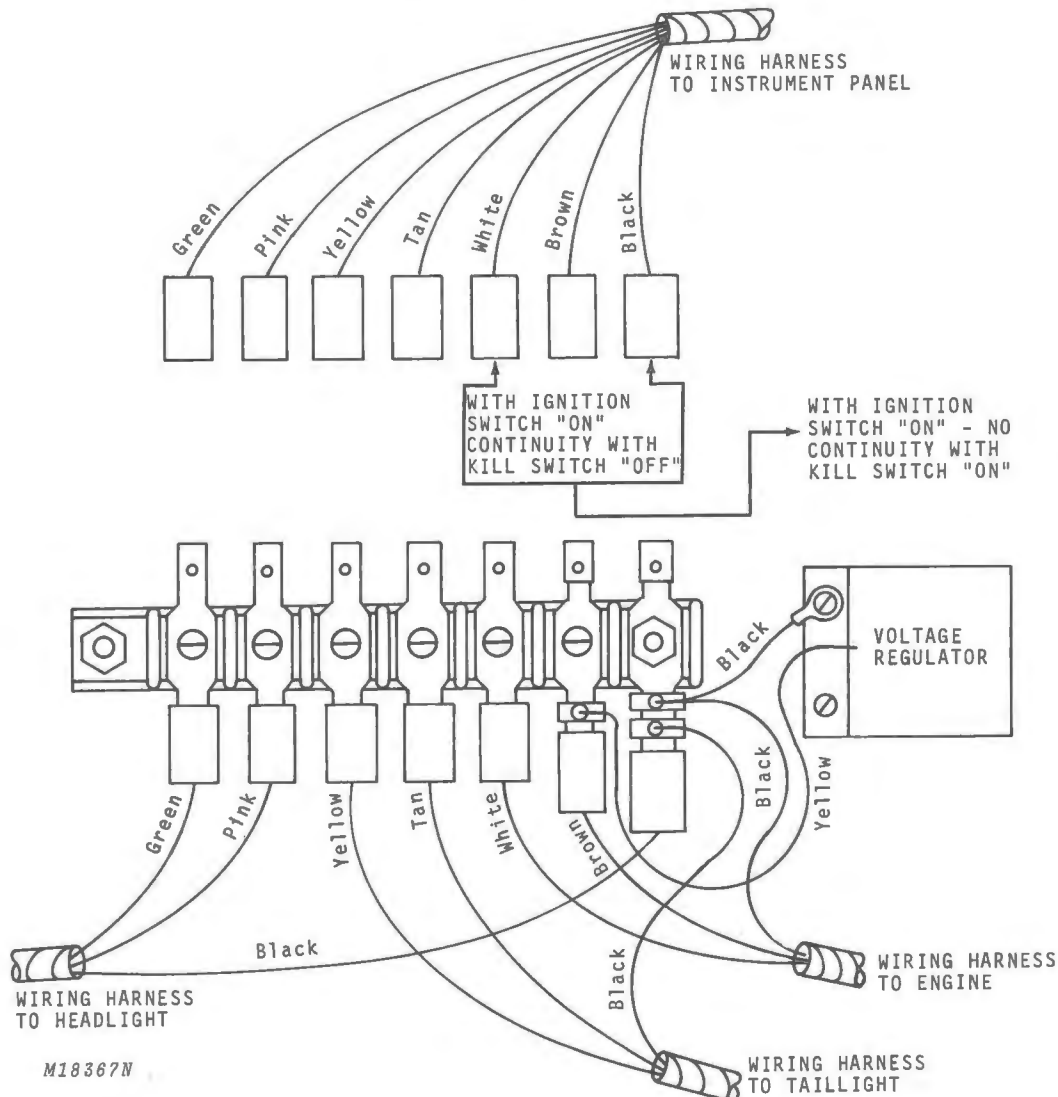 WIRING HARNESS
TO INSTRUMENT PANEL
Green
Pink
Yellow
Tan
White
Brown
Black
WITH IGNITION
SWITCH "ON"
CONTINUITY WITH
KILL SWITCH "OFF"
WITH IGNITION
SWITCH "ON" - NO
CONTINUITY WITH
KILL SWITCH "ON"
Black
VOLTAGE
REGULATOR
Green
Pink
Yellow
Tan
White
Brown
Black
Yellow
Black
Black
WIRING HARNESS
TO HEADLIGHT
WIRING HARNESS
TO ENGINE
WIRING HARNESS
TO TAILLIGHT
M18367N